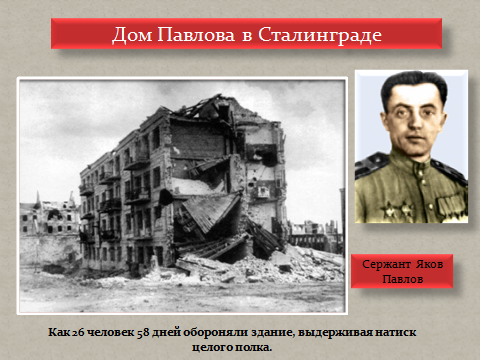 Дом Павлова в Сталинграде
Сержант Яков
Павлов
Как 26 человек 58 дней обороняли здание, выдерживая натиск
целого полка.